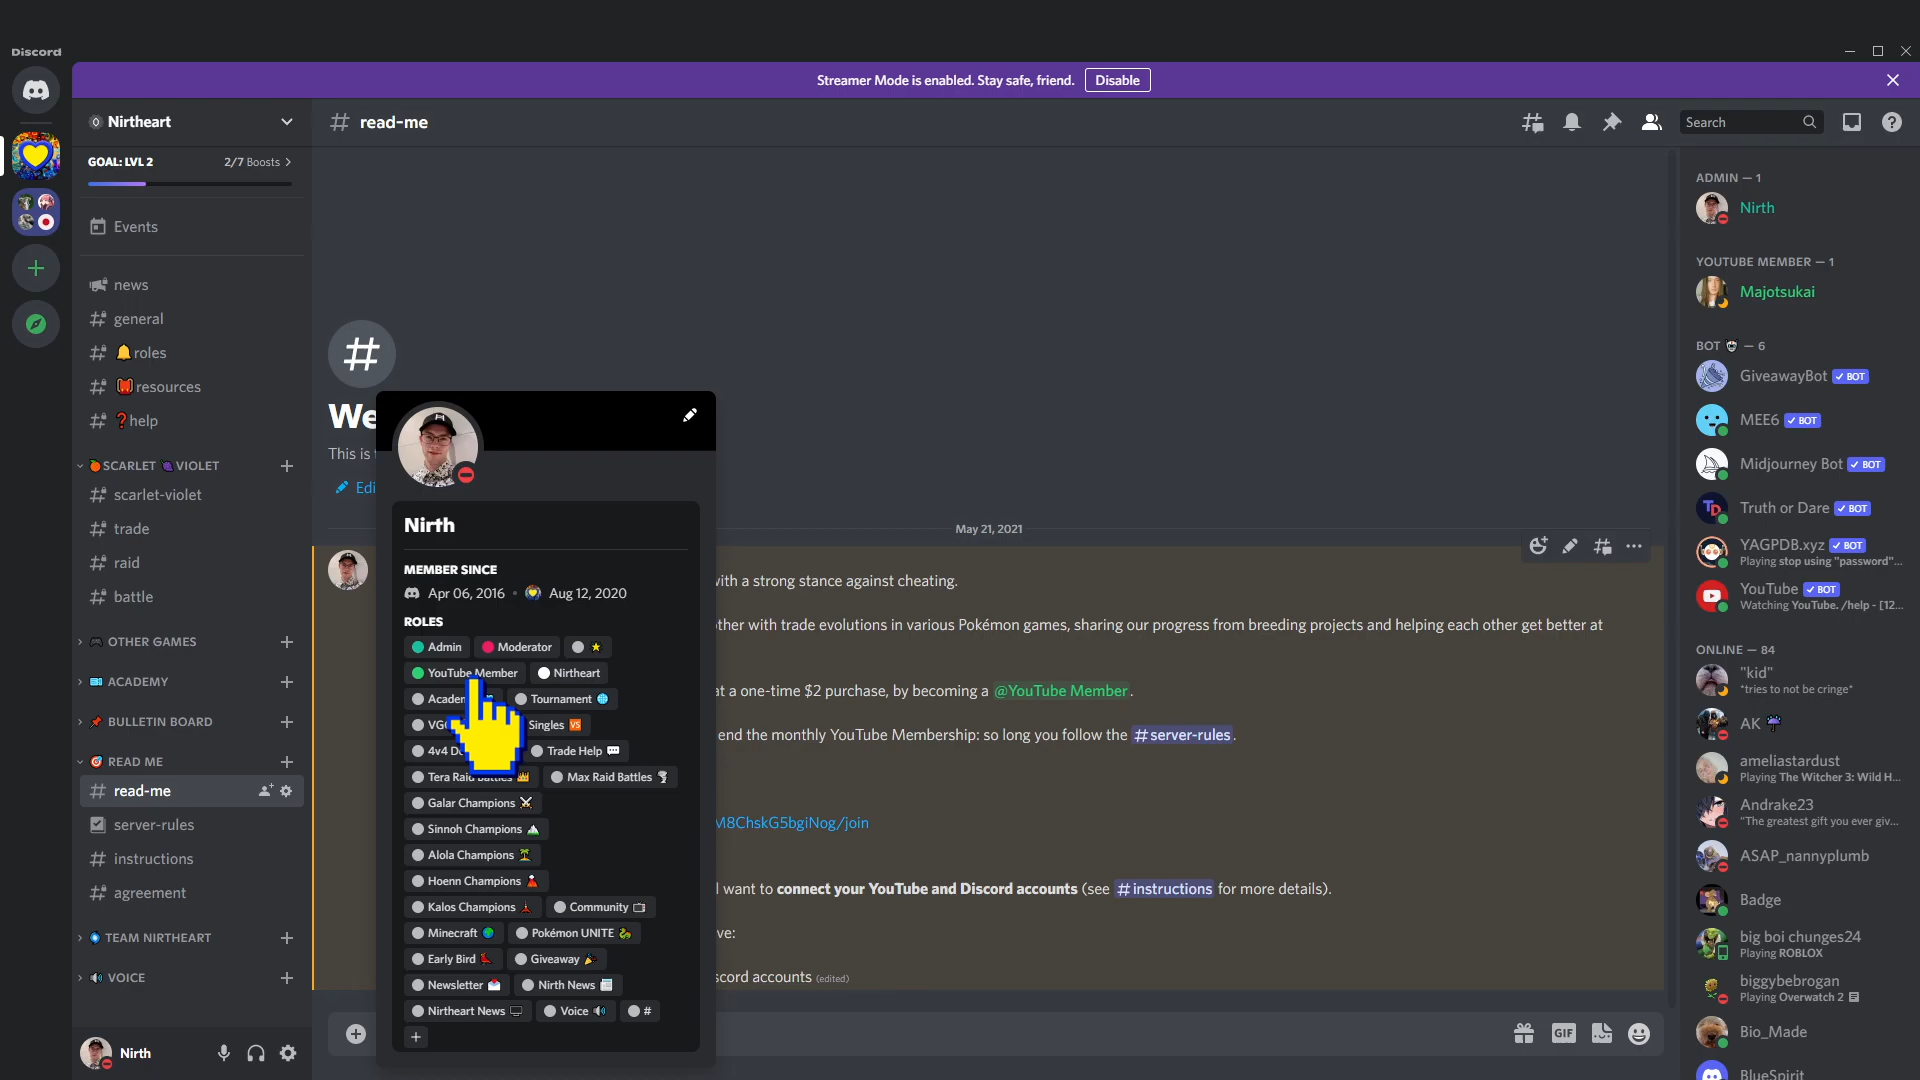 Discord
Streamer Mode is enabled. Stay safe, friend.
Disable
Nirtheart
read-me
Search
GOAL: LVL 2
2/7 Boosts
Events
news
general
roles
resources
help
SCARLET VIOLET
scarlet-violet
trade
raid
battle
OTHER GAMES
ACADEMY
BULLETIN BOARD
READ ME
read-me
server-rules
instructions
agreement
TEAM NIRTHEART
VOICE
Nirth
We
This is
Edi
May 21, 2021
with a strong stance against cheating.
other with trade evolutions in various Pokémon games, sharing our progress from breeding projects and helping each other get better at
at a one-time $2 purchase, by becoming a @YouTube Member.
end the monthly YouTube Membership: so long you follow the # server-rules.
M8ChskG5bgiNog/join
want to connect your YouTube and Discord accounts (see # instructions for more details).
ve:
scord accounts (edited)
GIF
Nirth
MEMBER SINCE
Apr 06, 2016 • Aug 12, 2020
ROLES
Admin Moderator
YouTube Member Nirtheart
Academ Tournament
VG Singles VS
4v4 D Trade Help
Tera Raid Battles Max Raid Battles
Galar Champions
Sinnoh Champions
Alola Champions
Hoenn Champions
Kalos Champions Community
Minecraft Pokémon UNITE
Early Bird Giveaway
Newsletter Nirth News
Nirtheart News Voice #
ADMIN — 1
Nirth
YOUTUBE MEMBER — 1
Majotsukai
BOT — 6
GiveawayBot BOT
MEE6 BOT
Midjourney Bot BOT
TD
Truth or Dare BOT
YAGPDB.xyz BOT
Playing stop using "password"...
YouTube BOT
Watching YouTube. /help - [12...
ONLINE — 84
"kid"
*tries to not be cringe*
AK
ameliastardust
Playing The Witcher 3: Wild H...
Andrake23
"The greatest gift you ever giv...
ASAP_nannyplumb
Badge
big boi chunges24
Playing ROBLOX
biggybebrogan
Playing Overwatch 2
Bio_Made
BlueSpirit